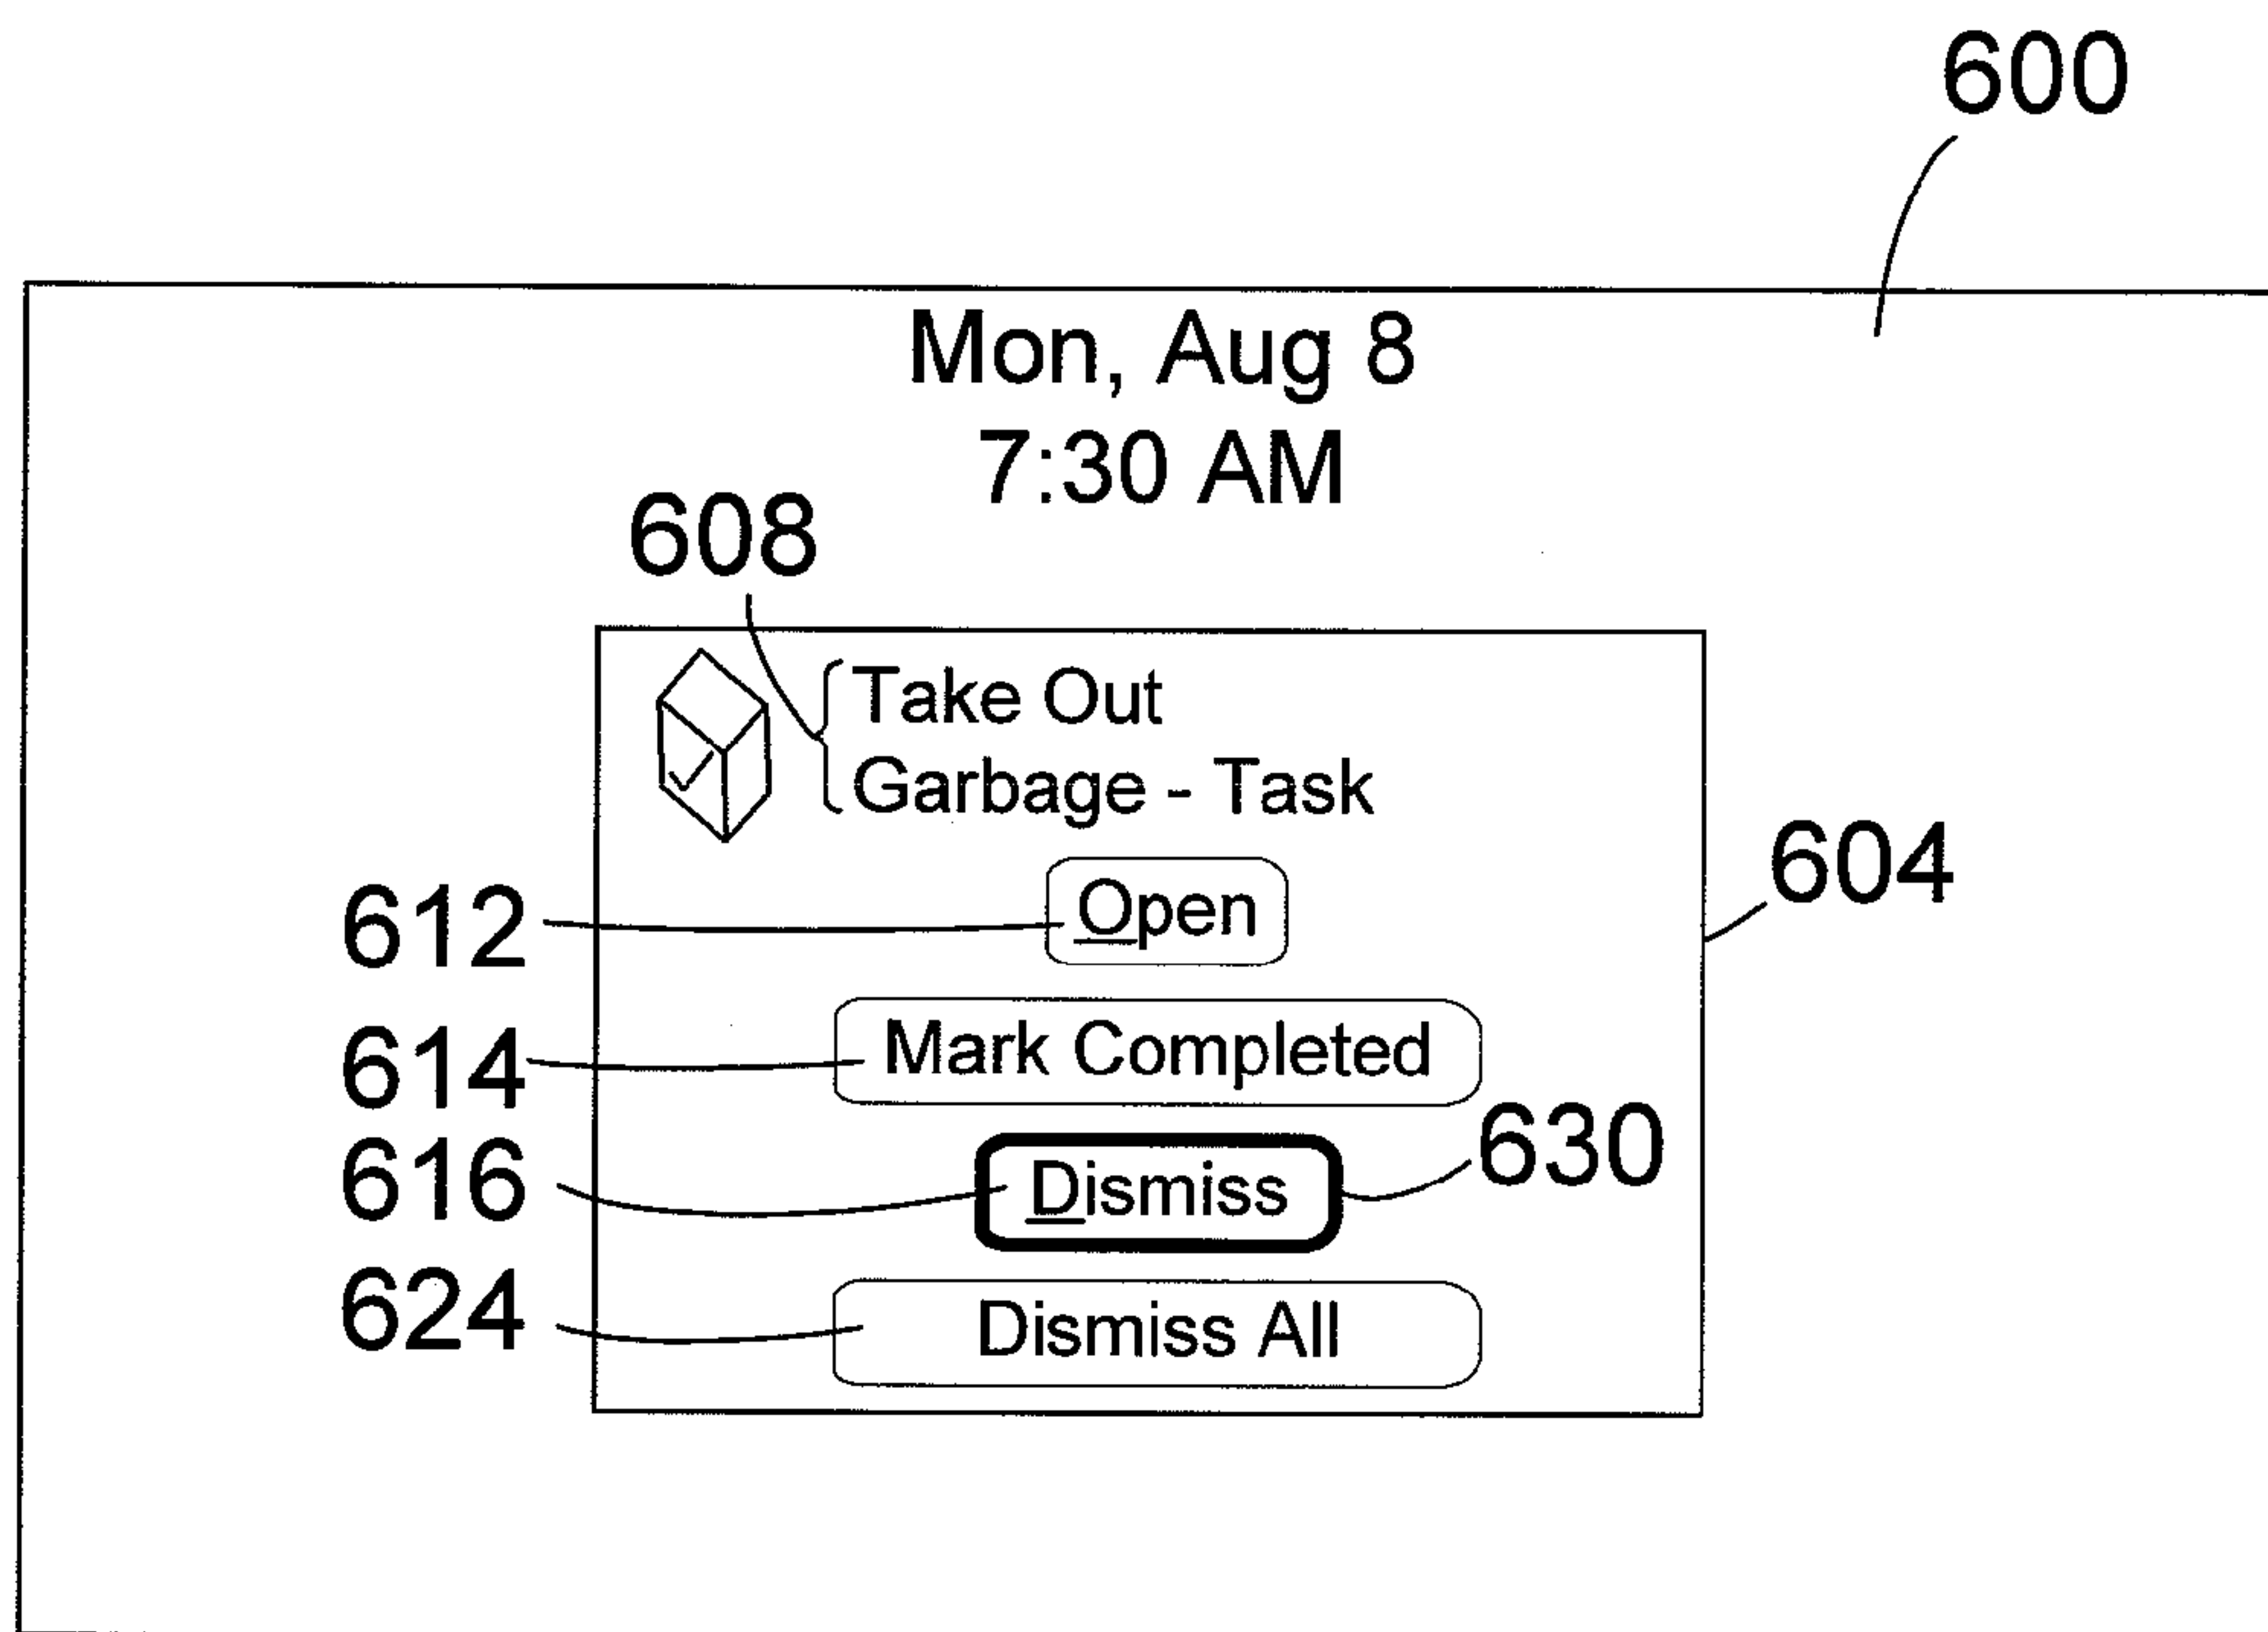 600
Mon, Aug 8
7:30 AM
608
Take Out
Garbage - Task
604
612
Open
614
Mark Completed
630
616
Dismiss
624
Dismiss All